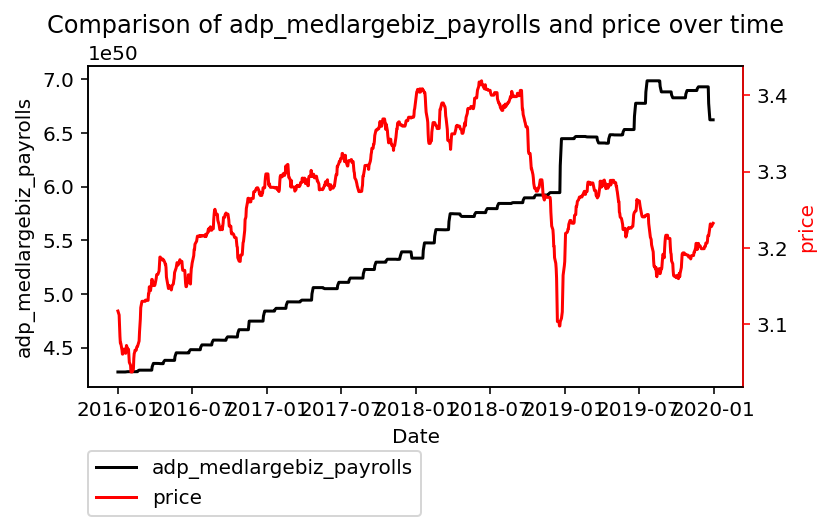 Comparison of adp_medlargebiz_payrolls and price over time
1e50
7.0
6.5
6.0
5.5
5.0
4.5
adp_medlargebiz_payrolls
3.4
3.3
3.2
3.1
price
2016-01 2016-07 2017-01 2017-07 2018-01 2018-07 2019-01 2019-07 2020-01
Date
adp_medlargebiz_payrolls
price